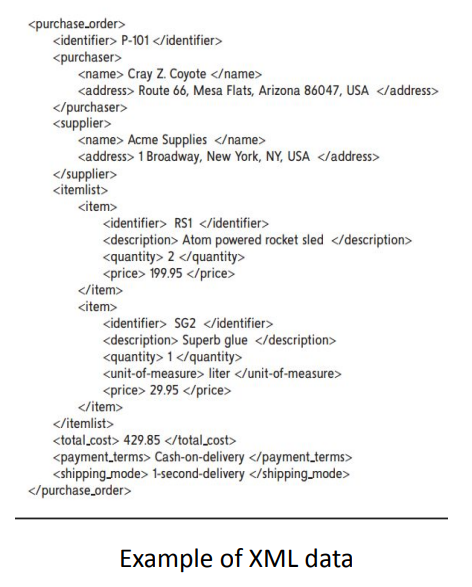 <purchase_order>
<identifier> P-101 </identifier>
<purchaser>
<name> Cray Z. Coyote </name>
<address> Route 66, Mesa Flats, Arizona 86047, USA </address>
</purchaser>
<supplier>
<name> Acme Supplies </name>
<address> 1 Broadway, New York, NY, USA </address>
</supplier>
<itemlist>
<item>
<identifier> RS1 </identifier>
<description> Atom powered rocket sled </description>
<quantity> 2 </quantity>
<price> 199.95 </price>
</item>
<item>
<identifier> SG2 </identifier>
<description> Superb glue </description>
<quantity> 1 </quantity>
<unit-of-measure> liter </unit-of-measure>
<price> 29.95 </price>
</item>
</itemlist>
<total_cost> 429.85 </total_cost>
<payment_terms> Cash-on-delivery </payment_terms>
<shipping_mode> 1-second-delivery </shipping_mode>
</purchase_order>
Example of XML data